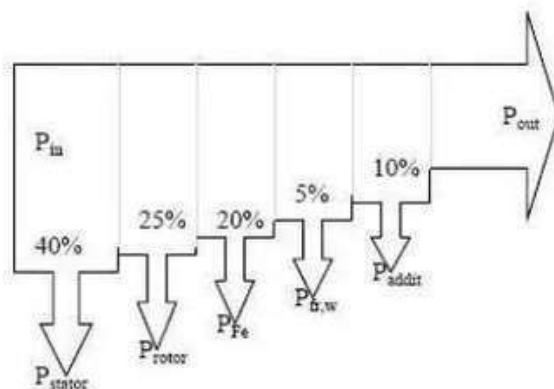 P_in
P_out
40%
25%
20%
5%
10%
P_stator
P_rotor
P_Fe
P_fr,w
P_addit